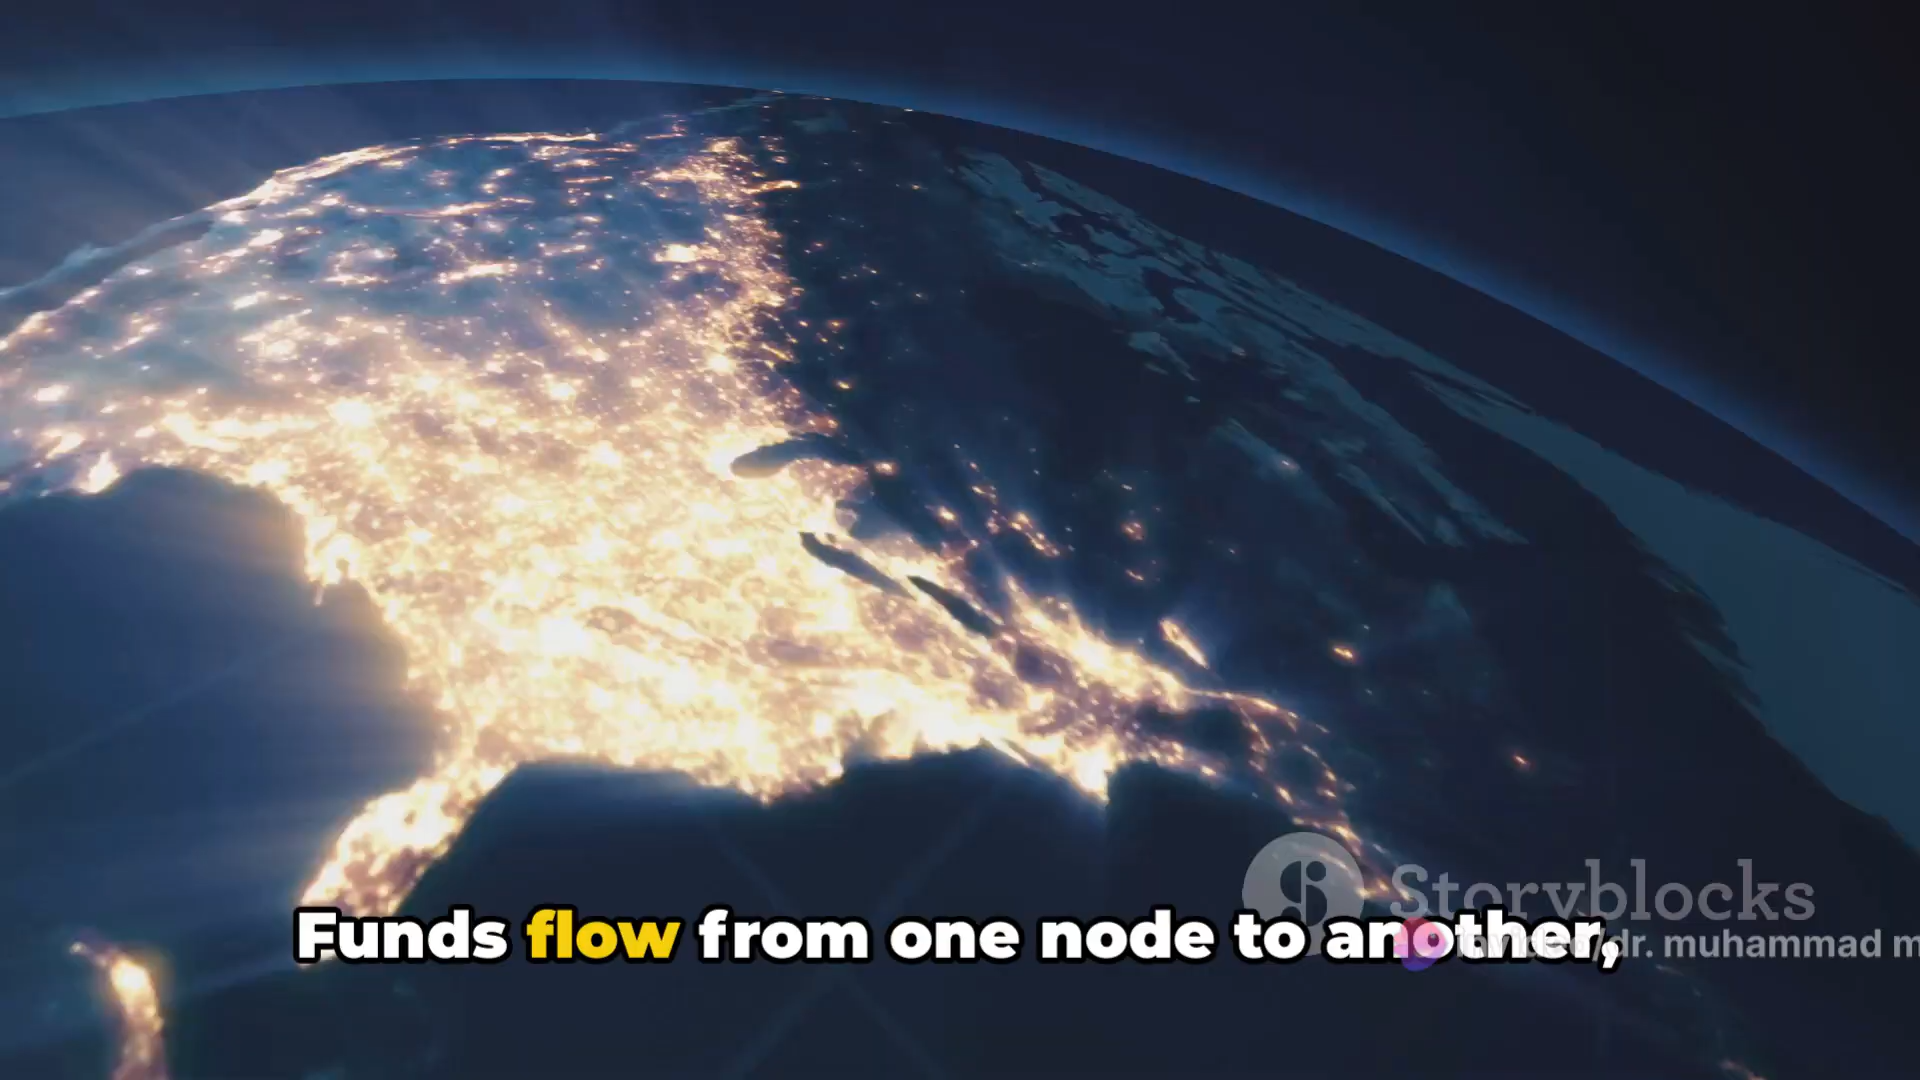 Storyblocks
Funds flow from one node to another,
dr. muhammad m